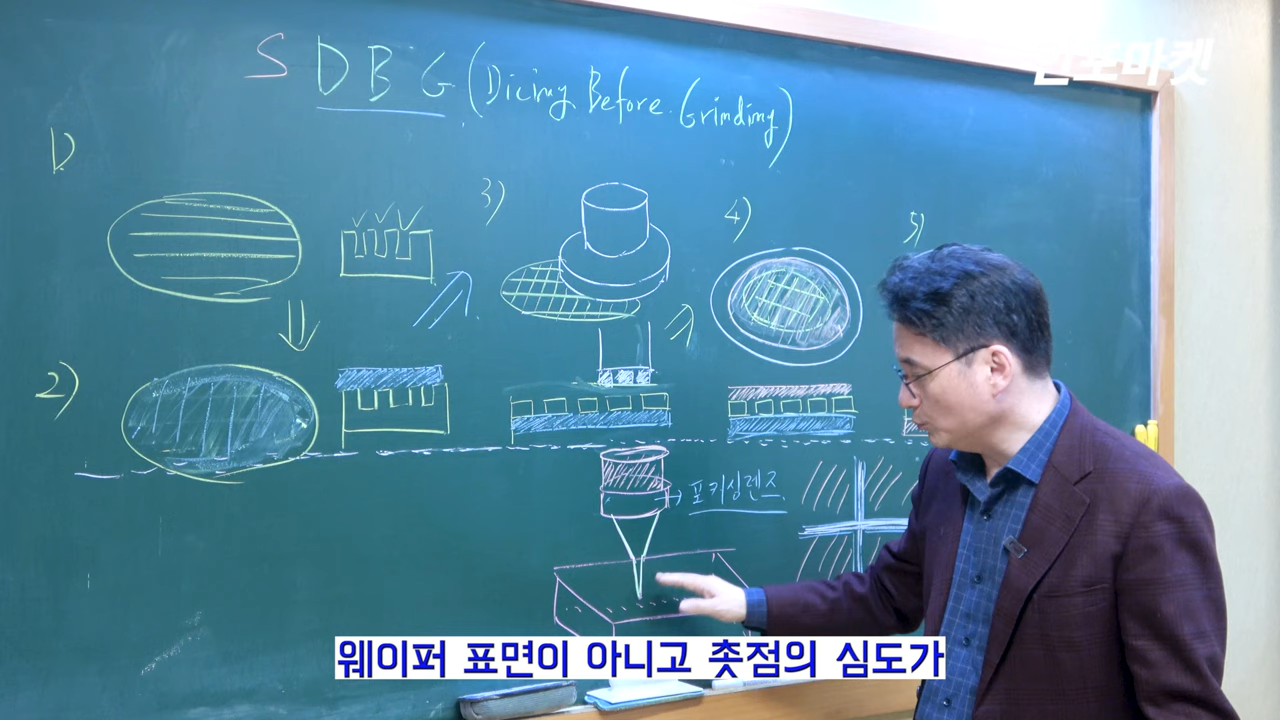 S DBG (Dicing Before Grinding)
1)
2)
3)
4)
5)
포커싱렌즈
웨이퍼 표면이 아니고 촛점의 심도가